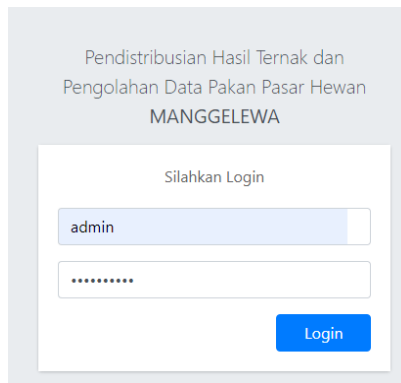 Pendistribusian Hasil Ternak dan
Pengolahan Data Pakan Pasar Hewan
MANGGELEWA
Silahkan Login
admin
••••••••••
Login